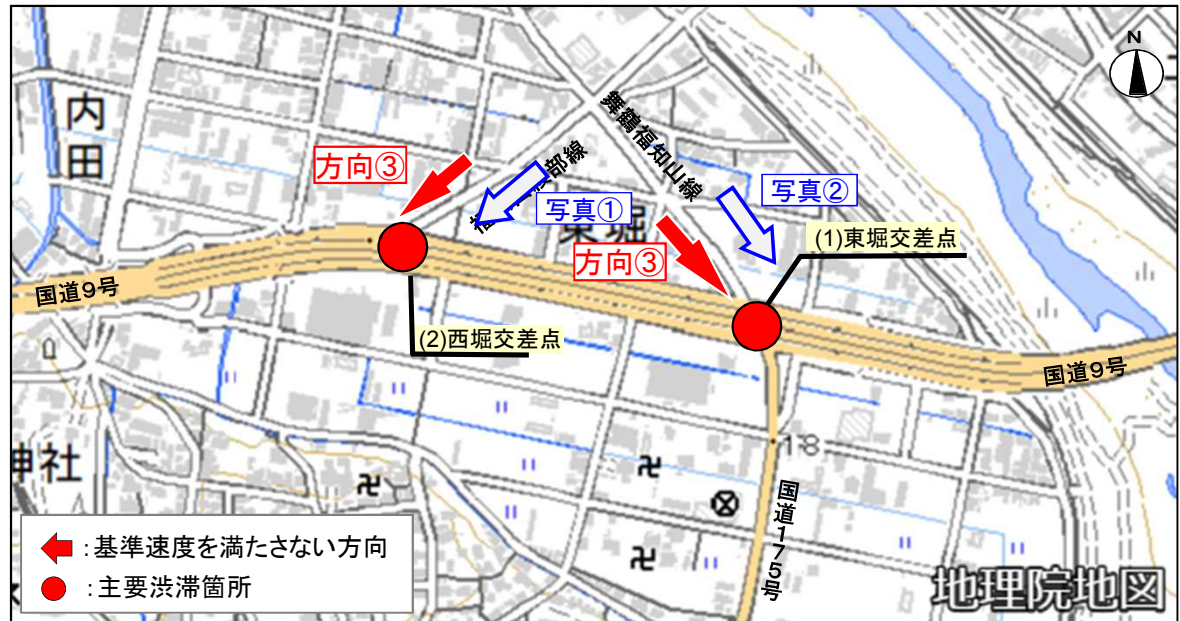 N
内田
方向③
舞鶴福知山線
部線
写真①
写真②
東堀
(1)東堀交差点
方向③
国道9号
(2)西堀交差点
国道9号
神社
18
国道175号
:基準速度を満たさない方向
:主要渋滞箇所
地理院地図